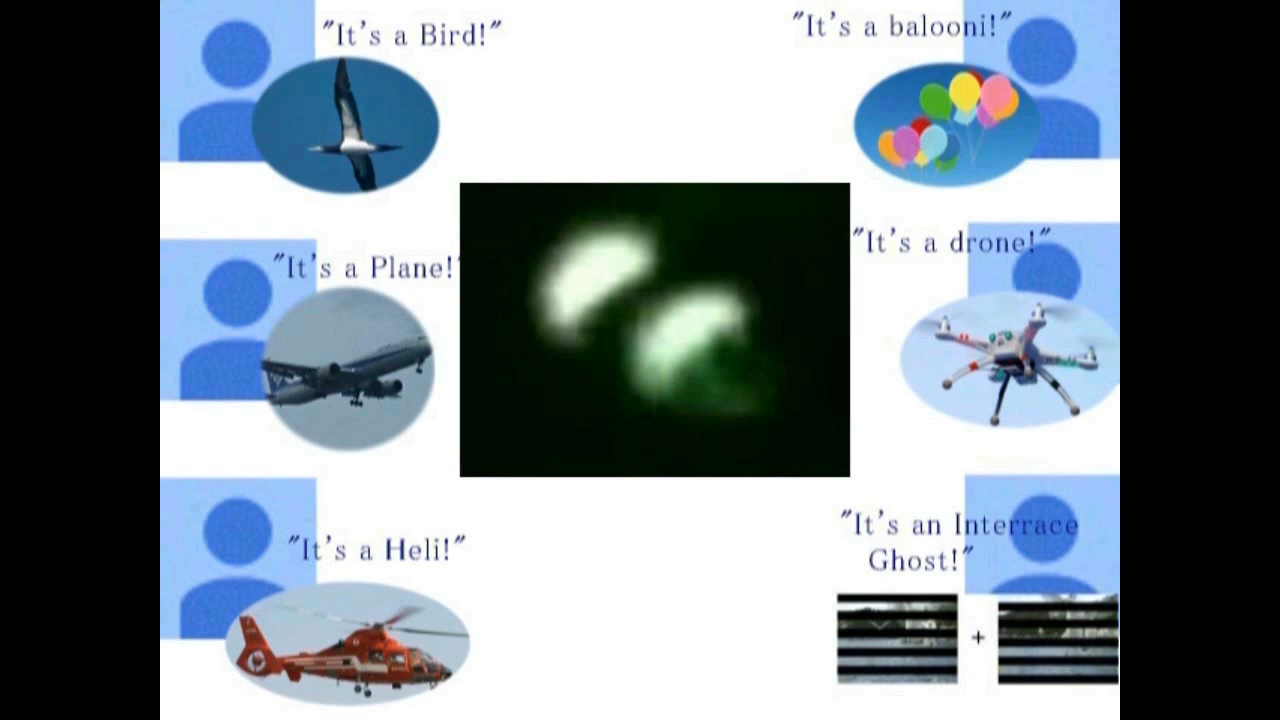 "It's a Bird!"
"It's a balooni!"
"It's a Plane!"
"It's a drone!"
"It's a Heli!"
"It's an Interrace
Ghost!"
+